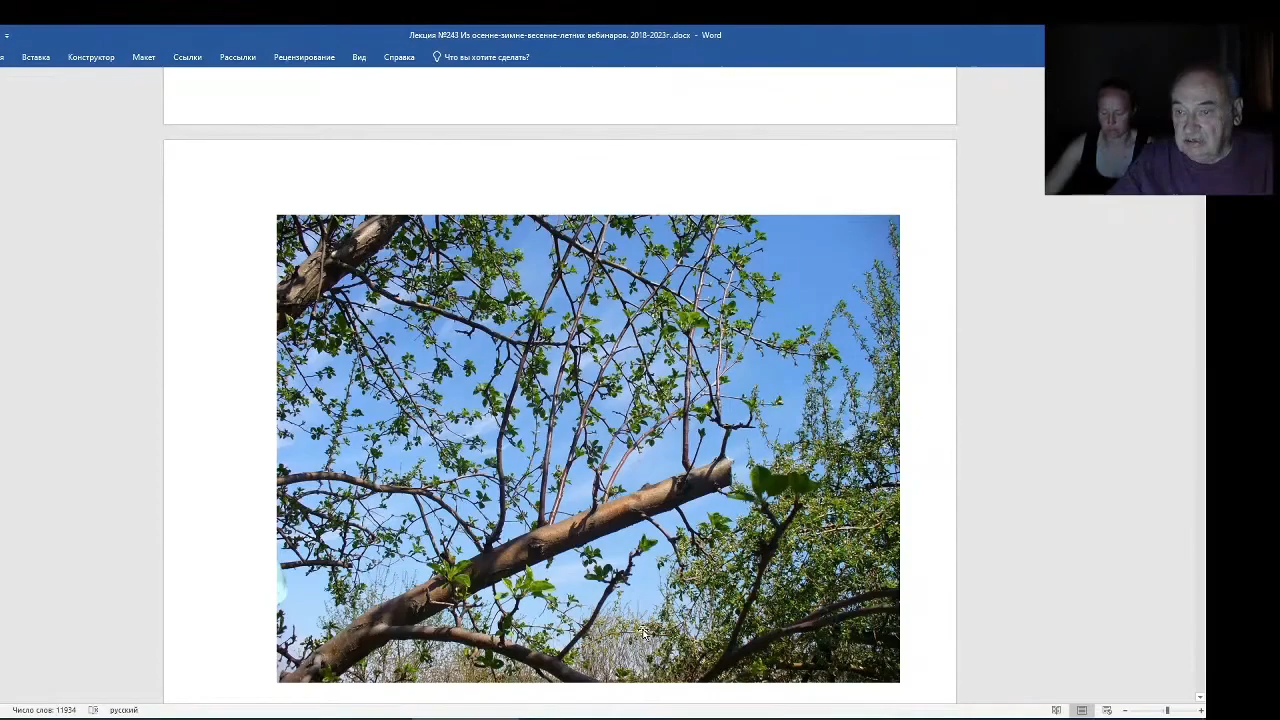 Лекция №243 Из осенне-зимне-весенне-летних вебинаров. 2018-2023г..docx - Word
я Вставка Конструктор Макет Ссылки Рассылки Рецензирование Вид Справка Что вы хотите сделать?
Число слов: 11934 русский